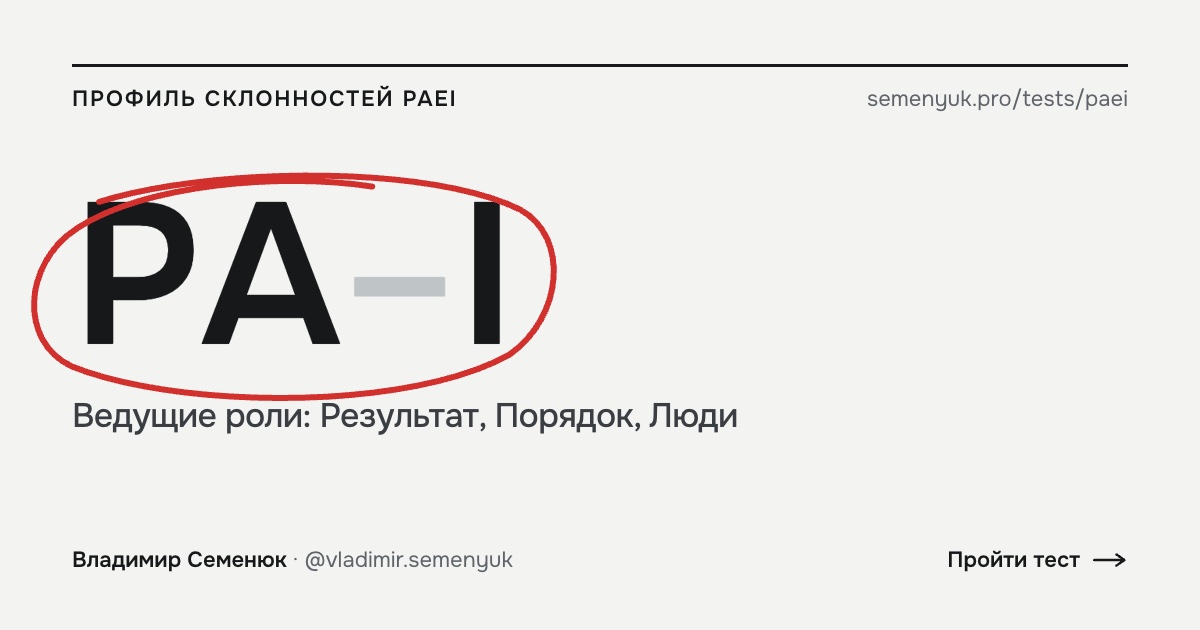 ПРОФИЛЬ СКЛОННОСТЕЙ PAEI
semenyuk.pro/tests/paei
PA–I
Ведущие роли: Результат, Порядок, Люди
Владимир Семенюк · @vladimir.semenyuk
Пройти тест →